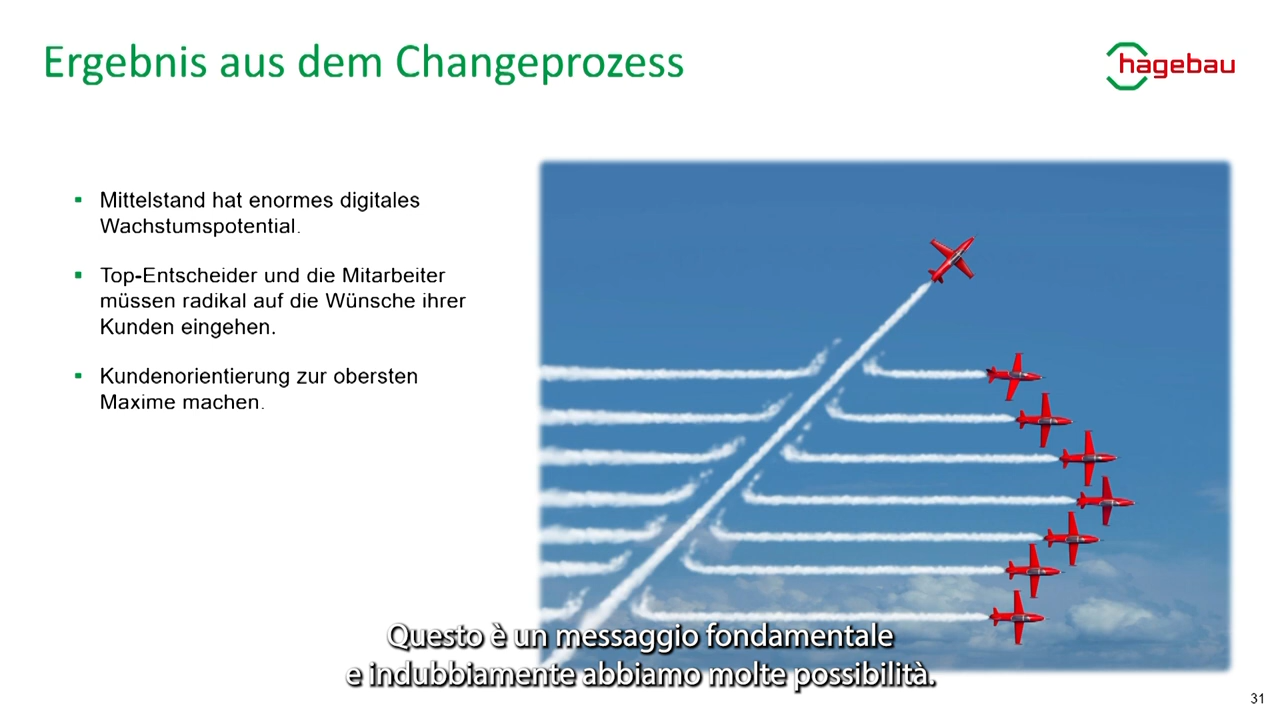 Ergebnis aus dem Changeprozess
hagebau
▪ Mittelstand hat enormes digitales
Wachstumspotential.
▪ Top-Entscheider und die Mitarbeiter
müssen radikal auf die Wünsche ihrer
Kunden eingehen.
▪ Kundenorientierung zur obersten
Maxime machen.
Questo è un messaggio fondamentale
e indubbiamente abbiamo molte possibilità.
31